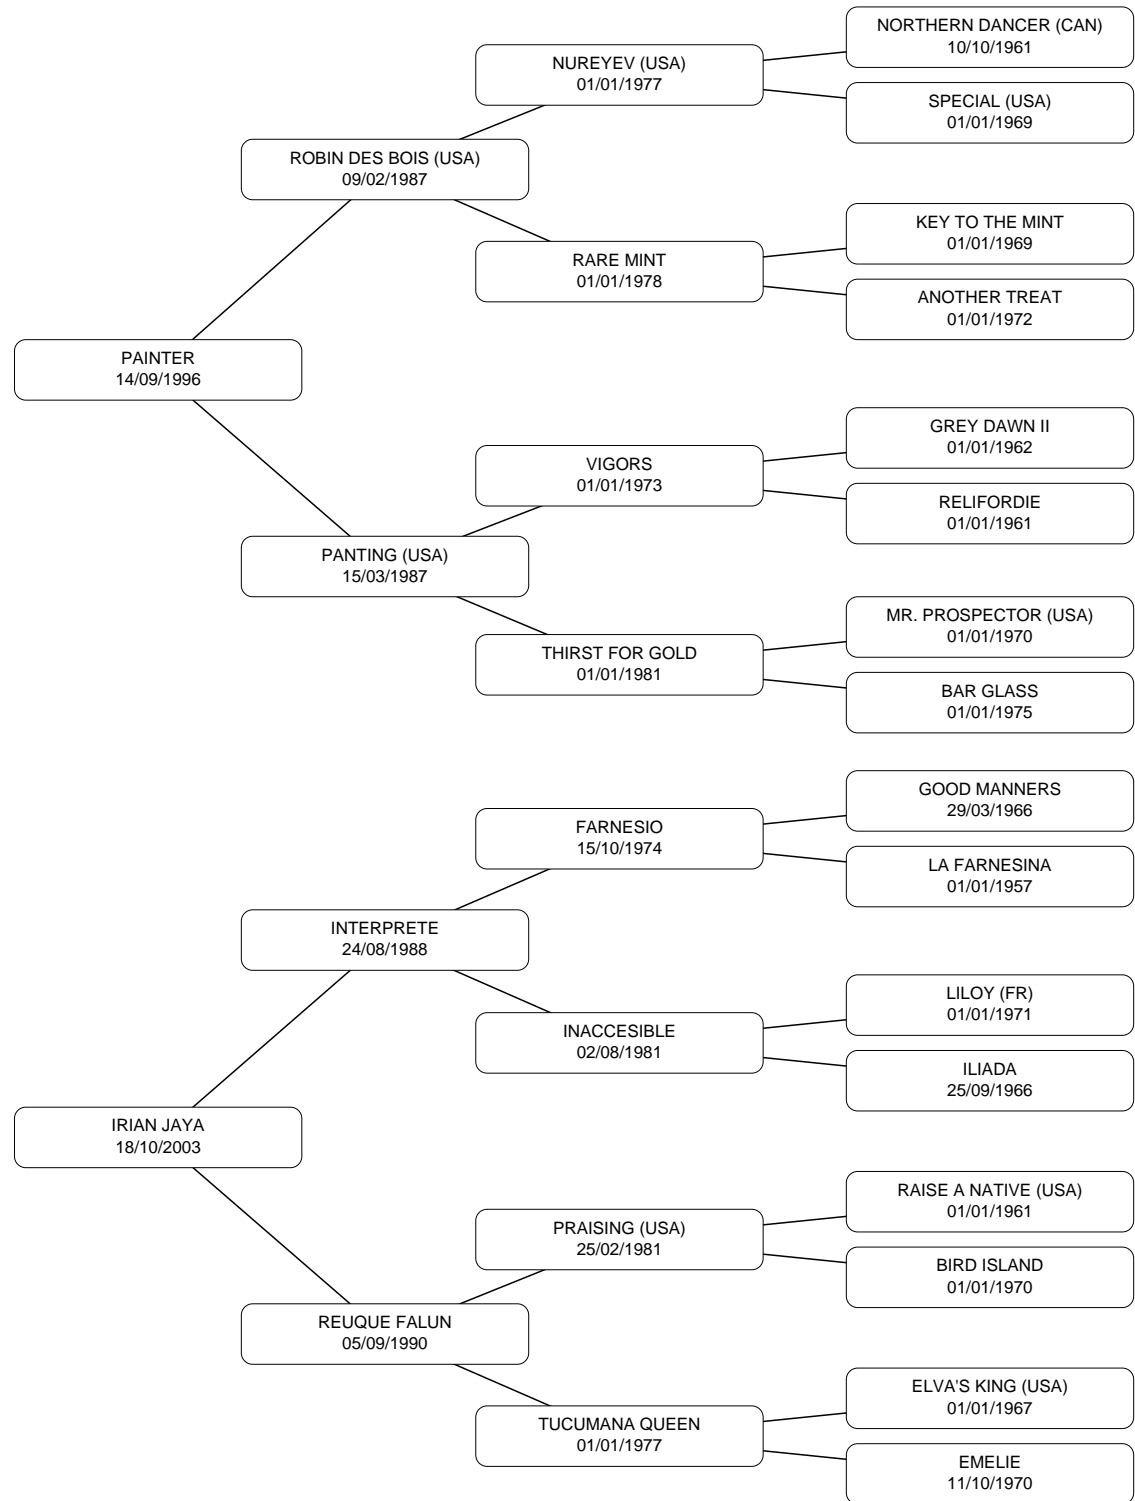 NORTHERN DANCER (CAN)
10/10/1961
NUREYEV (USA)
01/01/1977
SPECIAL (USA)
01/01/1969
ROBIN DES BOIS (USA)
09/02/1987
KEY TO THE MINT
01/01/1969
RARE MINT
01/01/1978
ANOTHER TREAT
01/01/1972
PAINTER
14/09/1996
GREY DAWN II
01/01/1962
VIGORS
01/01/1973
RELIFORDIE
01/01/1961
PANTING (USA)
15/03/1987
MR. PROSPECTOR (USA)
01/01/1970
THIRST FOR GOLD
01/01/1981
BAR GLASS
01/01/1975
GOOD MANNERS
29/03/1966
FARNESIO
15/10/1974
LA FARNESINA
01/01/1957
INTERPRETE
24/08/1988
LILOY (FR)
01/01/1971
INACCESIBLE
02/08/1981
ILIADA
25/09/1966
IRIAN JAYA
18/10/2003
RAISE A NATIVE (USA)
01/01/1961
PRAISING (USA)
25/02/1981
BIRD ISLAND
01/01/1970
REUQUE FALUN
05/09/1990
ELVA'S KING (USA)
01/01/1967
TUCUMANA QUEEN
01/01/1977
EMELIE
11/10/1970